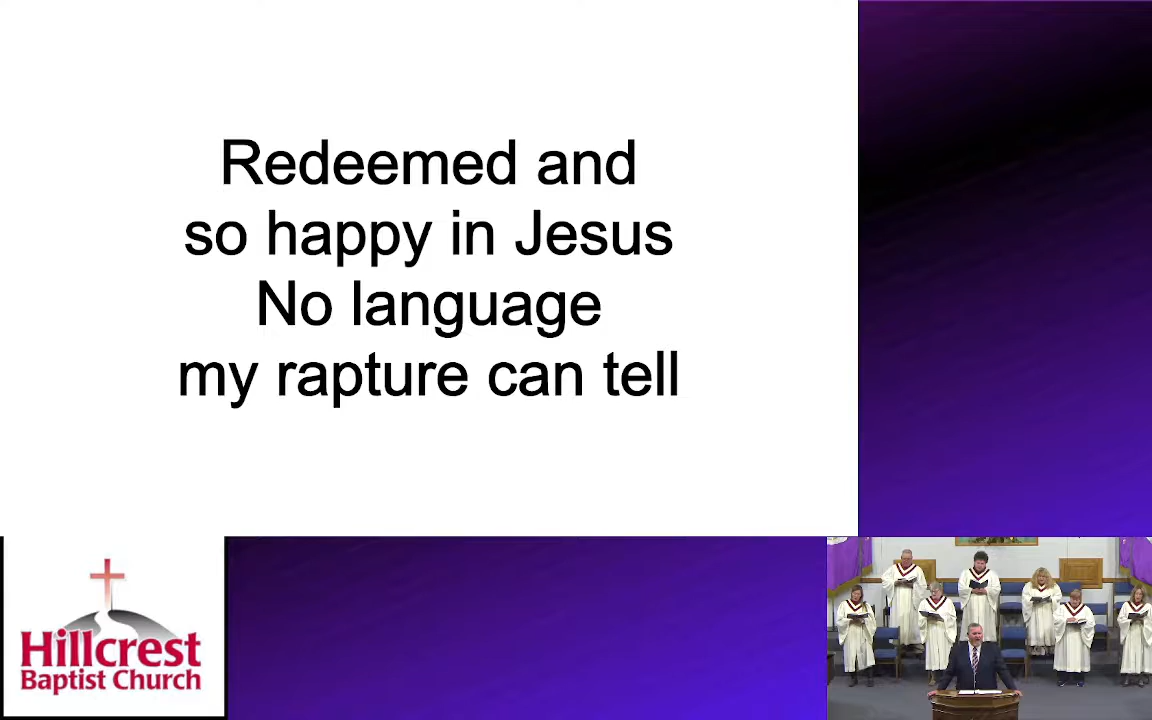 Redeemed and
so happy in Jesus
No language
my rapture can tell
Hillcrest
Baptist Church